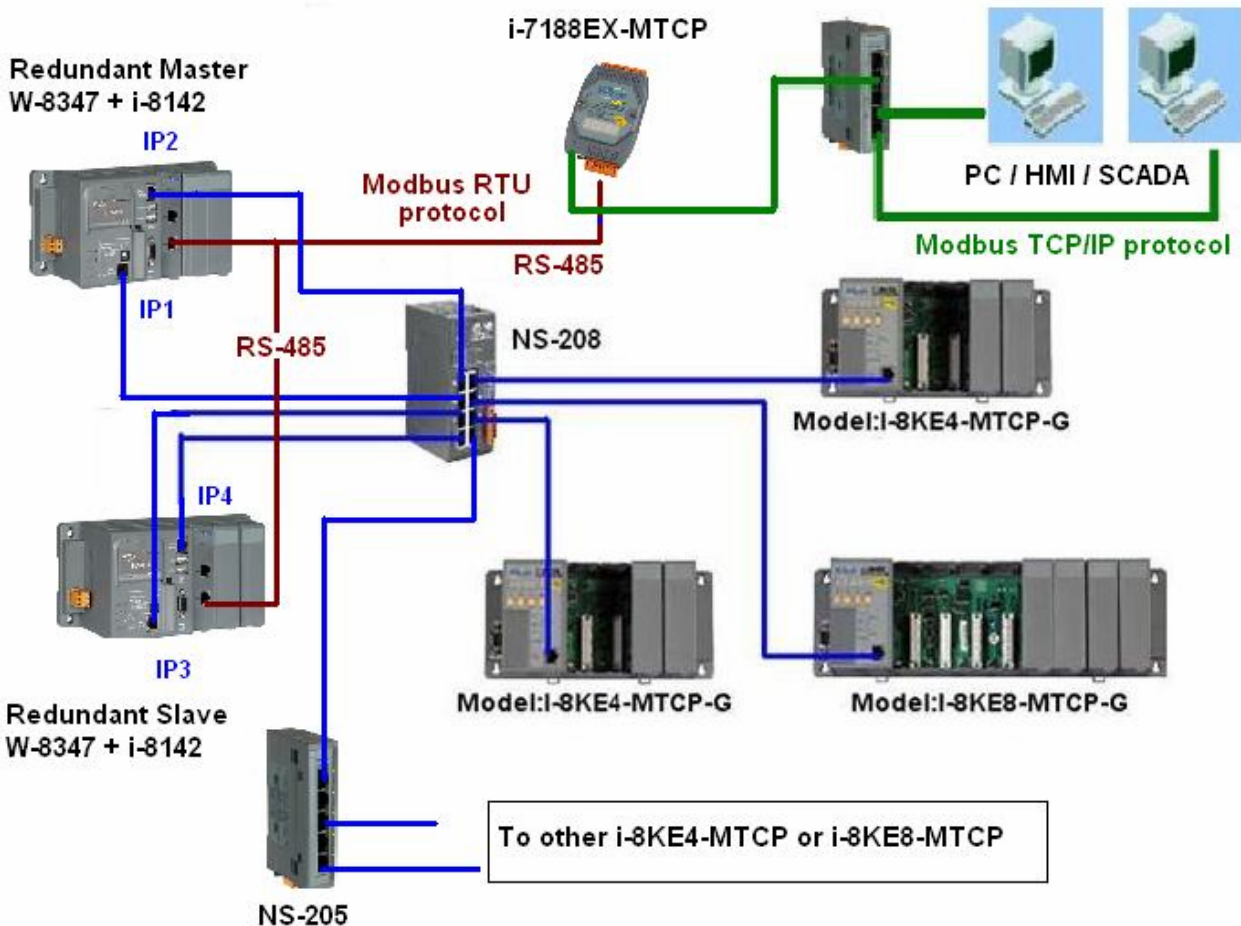 i-7188EX-MTCP
Redundant Master
W-8347 + i-8142
IP2
Modbus RTU
protocol
PC / HMI / SCADA
RS-485
Modbus TCP/IP protocol
IP1
RS-485
NS-208
Model:I-8KE4-MTCP-G
IP4
IP3
Model:I-8KE4-MTCP-G
Model:I-8KE8-MTCP-G
Redundant Slave
W-8347 + i-8142
To other i-8KE4-MTCP or i-8KE8-MTCP
NS-205